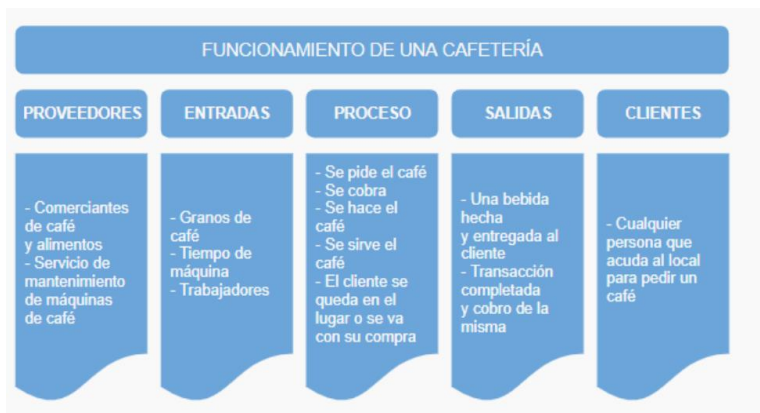 FUNCIONAMIENTO DE UNA CAFETERÍA
PROVEEDORES
ENTRADAS
PROCESO
SALIDAS
CLIENTES
- Comerciantes
de café
y alimentos
- Servicio de
mantenimiento
de máquinas
de café
- Granos de
café
- Tiempo de
máquina
- Trabajadores
- Se pide el café
- Se cobra
- Se hace el
café
- Se sirve el
café
- El cliente se
queda en el
lugar o se va
con su compra
- Una bebida
hecha
y entregada al
cliente
- Transacción
completada
y cobro de la
misma
- Cualquier
persona que
acuda al local
para pedir un
café